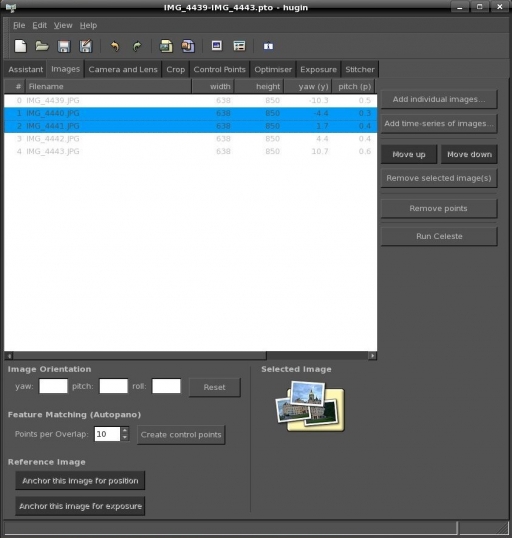 IMG_4439-IMG_4443.pto - hugin
File Edit View Help
Assistant Images Camera and Lens Crop Control Points Optimiser Exposure Stitcher
# Filename width height yaw (y) pitch (p)
0 IMG_4439.JPG 638 850 -10.3 0.5
1 IMG_4440.JPG 638 850 -4.4 0.3
2 IMG_4441.JPG 638 850 1.7 0.4
3 IMG_4442.JPG 638 850 4.4 0.4
4 IMG_4443.JPG 638 850 10.7 0.6
Add individual images...
Add time-series of images...
Move up Move down
Remove selected image(s)
Remove points
Run Celeste
Image Orientation
yaw: pitch: roll: Reset
Feature Matching (Autopano)
Points per Overlap: 10 Create control points
Reference Image
Anchor this image for position
Anchor this image for exposure
Selected Image